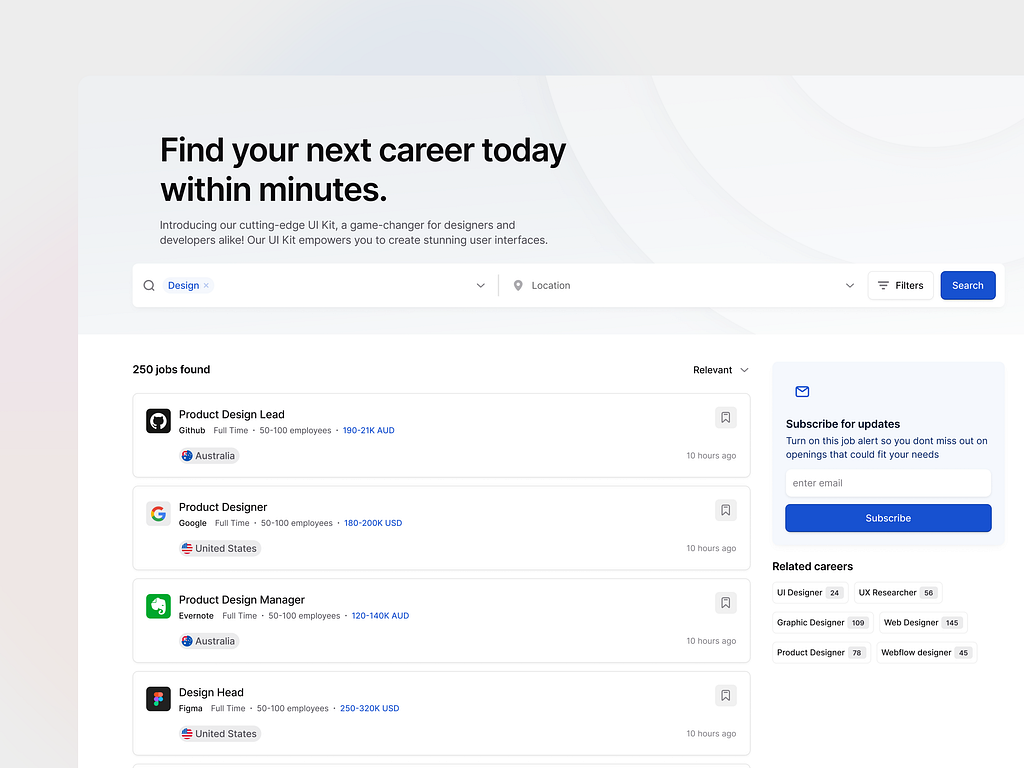 Find your next career today
within minutes.
Introducing our cutting-edge UI Kit, a game-changer for designers and
developers alike! Our UI Kit empowers you to create stunning user interfaces.
Design ×
Location
Filters
Search
250 jobs found
Relevant
Product Design Lead
Github Full Time · 50-100 employees · 190-21K AUD
Australia
10 hours ago
Product Designer
Google Full Time · 50-100 employees · 180-200K USD
United States
10 hours ago
Product Design Manager
Evernote Full Time · 50-100 employees · 120-140K AUD
Australia
10 hours ago
Design Head
Figma Full Time · 50-100 employees · 250-320K USD
United States
10 hours ago
Subscribe for updates
Turn on this job alert so you dont miss out on
openings that could fit your needs
enter email
Subscribe
Related careers
UI Designer 24 UX Researcher 56
Graphic Designer 109 Web Designer 145
Product Designer 78 Webflow designer 45